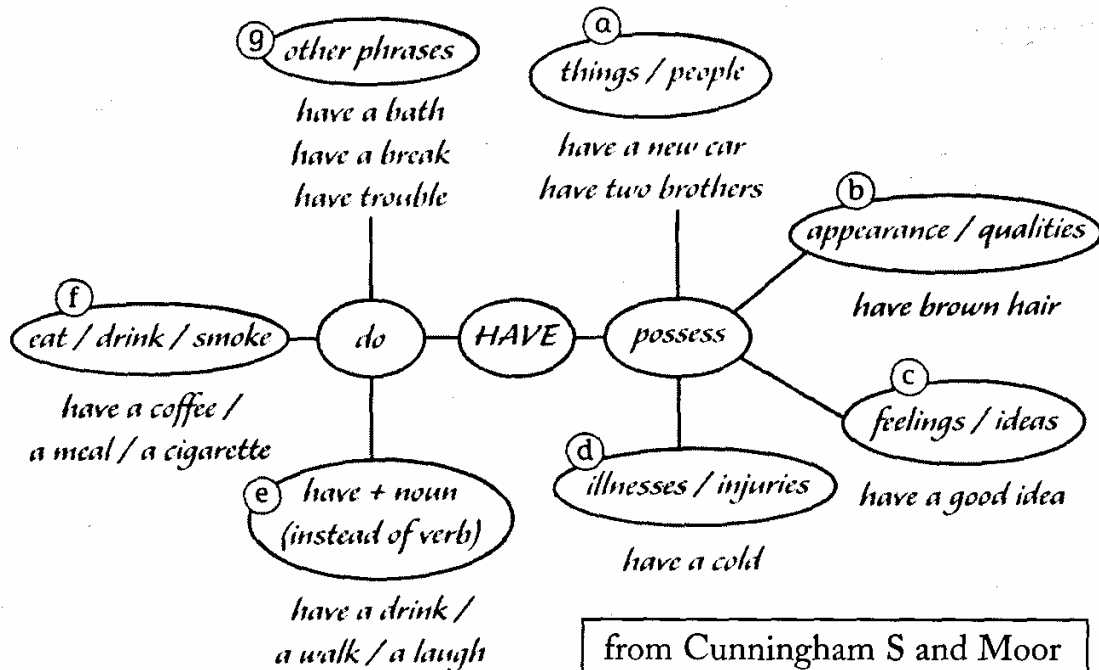 g
other phrases
have a bath
have a break
have trouble
a
things / people
have a new car
have two brothers
b
appearance / qualities
have brown hair
f
eat / drink / smoke
do
HAVE
possess
have a coffee /
a meal / a cigarette
c
feelings / ideas
have a good idea
e
have + noun
(instead of verb)
have a drink /
a walk / a laugh
d
illnesses / injuries
have a cold
from Cunningham S and Moor